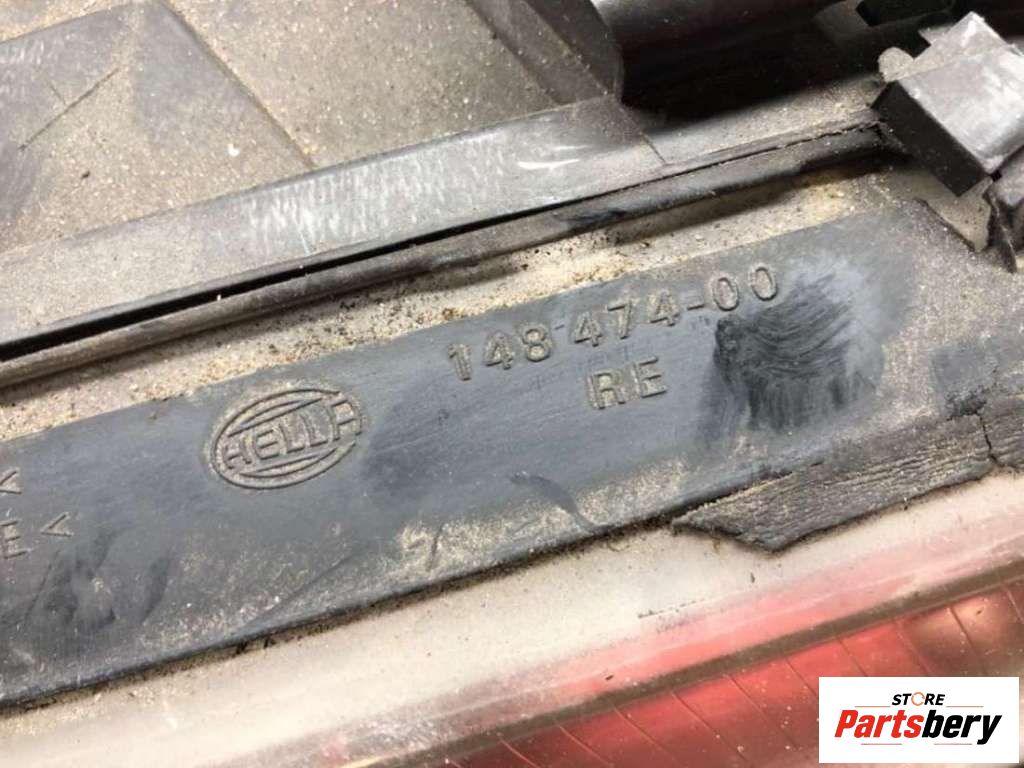 148 474-00
RE
HELLA
STORE
Partsbery